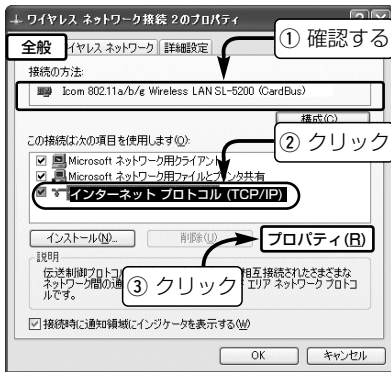 ワイヤレス ネットワーク接続 2のプロパティ
全般
イヤレス ネットワーク
詳細設定
① 確認する
接続の方法:
Icom 802.11a/b/g Wireless LAN SL-5200 (CardBus)
構成(C)
② クリック
この接続は次の項目を使用します(O):
Microsoft ネットワーク用クライアント
Microsoft ネットワーク用ファイルとプリンタ共有
インターネット プロトコル (TCP/IP)
インストール(N)...
削除(U)
プロパティ(R)
説明
伝送制御プロトコ 相互接続されたさまざまな
ネットワーク間の通 エリア ネットワーク プロトコ
ルです。
③ クリック
接続時に通知領域にインジケータを表示する(W)
OK
キャンセル